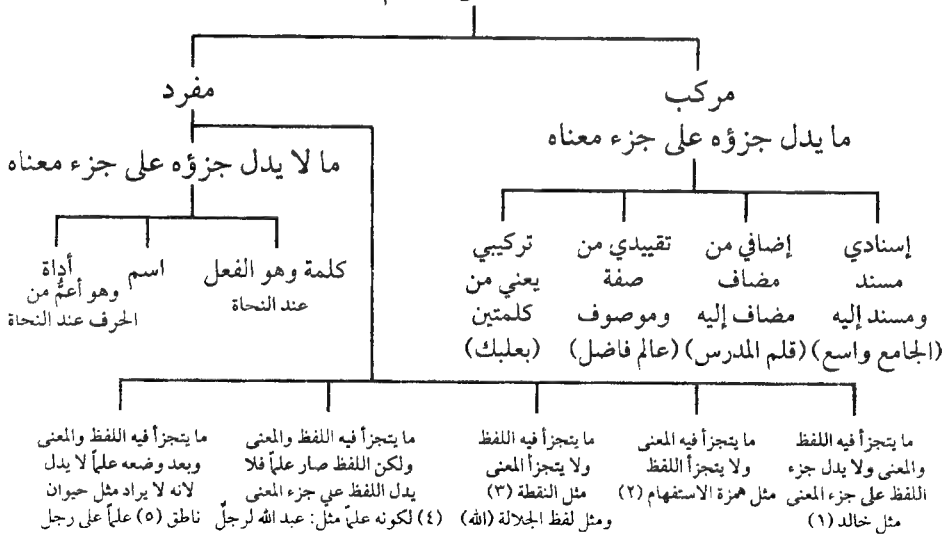 مركب
ما يدل جزؤه على جزء معناه
إسنادي
مسند
ومسند إليه
(الجامع واسع)
إضافي من
مضاف
مضاف إليه
(قلم المدرس)
تقييدي من
صفة
وموصوف
(عالم فاضل)
تركيبي
يعني من
كلمتين
(بعلبك)
مفرد
ما لا يدل جزؤه على جزء معناه
كلمة وهو الفعل
عند النحاة
اسم
أداة
وهو أعمُّ من
الحرف عند النحاة
ما يتجزأ فيه اللفظ
والمعنى ولا يدل جزء
اللفظ على جزء المعنى
مثل خالد (١)
ما يتجزأ فيه المعنى
ولا يتجزأ اللفظ
مثل همزة الاستفهام (٢)
ما يتجزأ فيه اللفظ
ولا يتجزأ المعنى
مثل النقطة (٣)
ومثل لفظ الجلالة (الله)
ما يتجزأ فيه اللفظ والمعنى
ولكن اللفظ صار علماً فلا
يدل اللفظ على جزء المعنى
(٤) لكونه علماً مثل: عبد الله لرجلٍ
ما يتجزأ فيه اللفظ والمعنى
وبعد وضعه علماً لا يدل
لانه لا يراد مثل حيوان
ناطق (٥) علماً على رجل